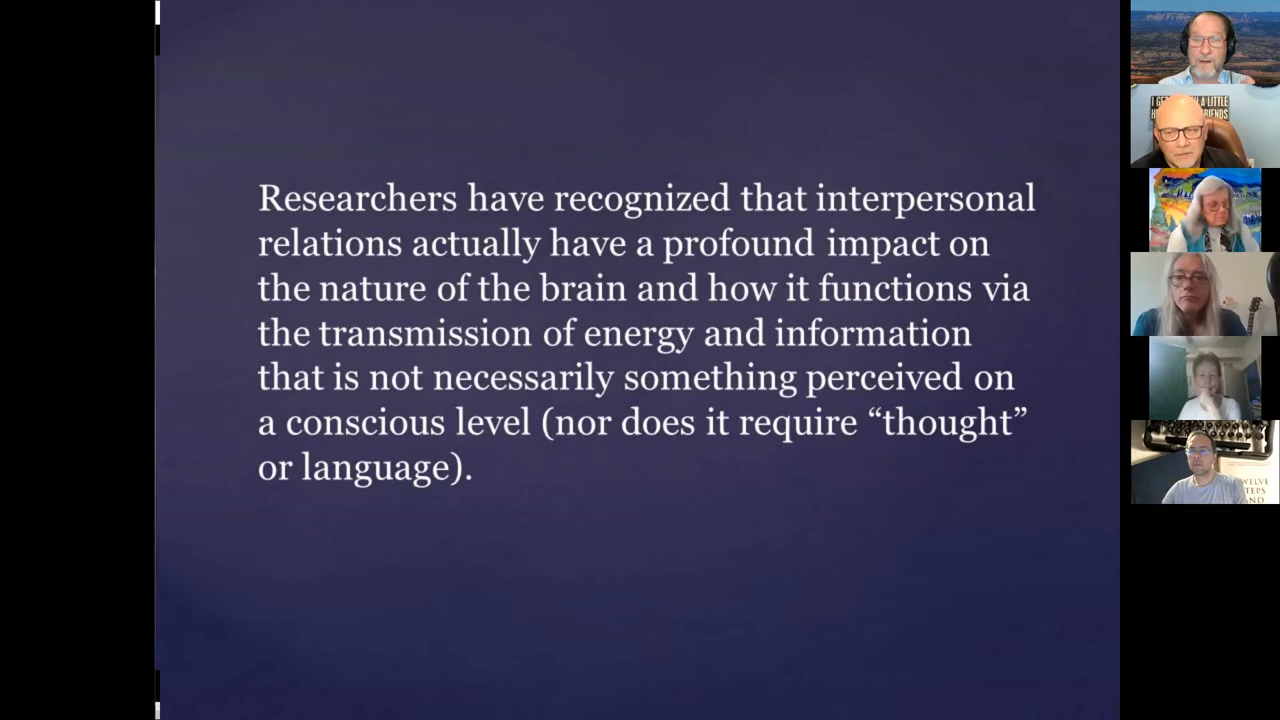 Researchers have recognized that interpersonal
relations actually have a profound impact on
the nature of the brain and how it functions via
the transmission of energy and information
that is not necessarily something perceived on
a conscious level (nor does it require “thought”
or language).
A LITTLE